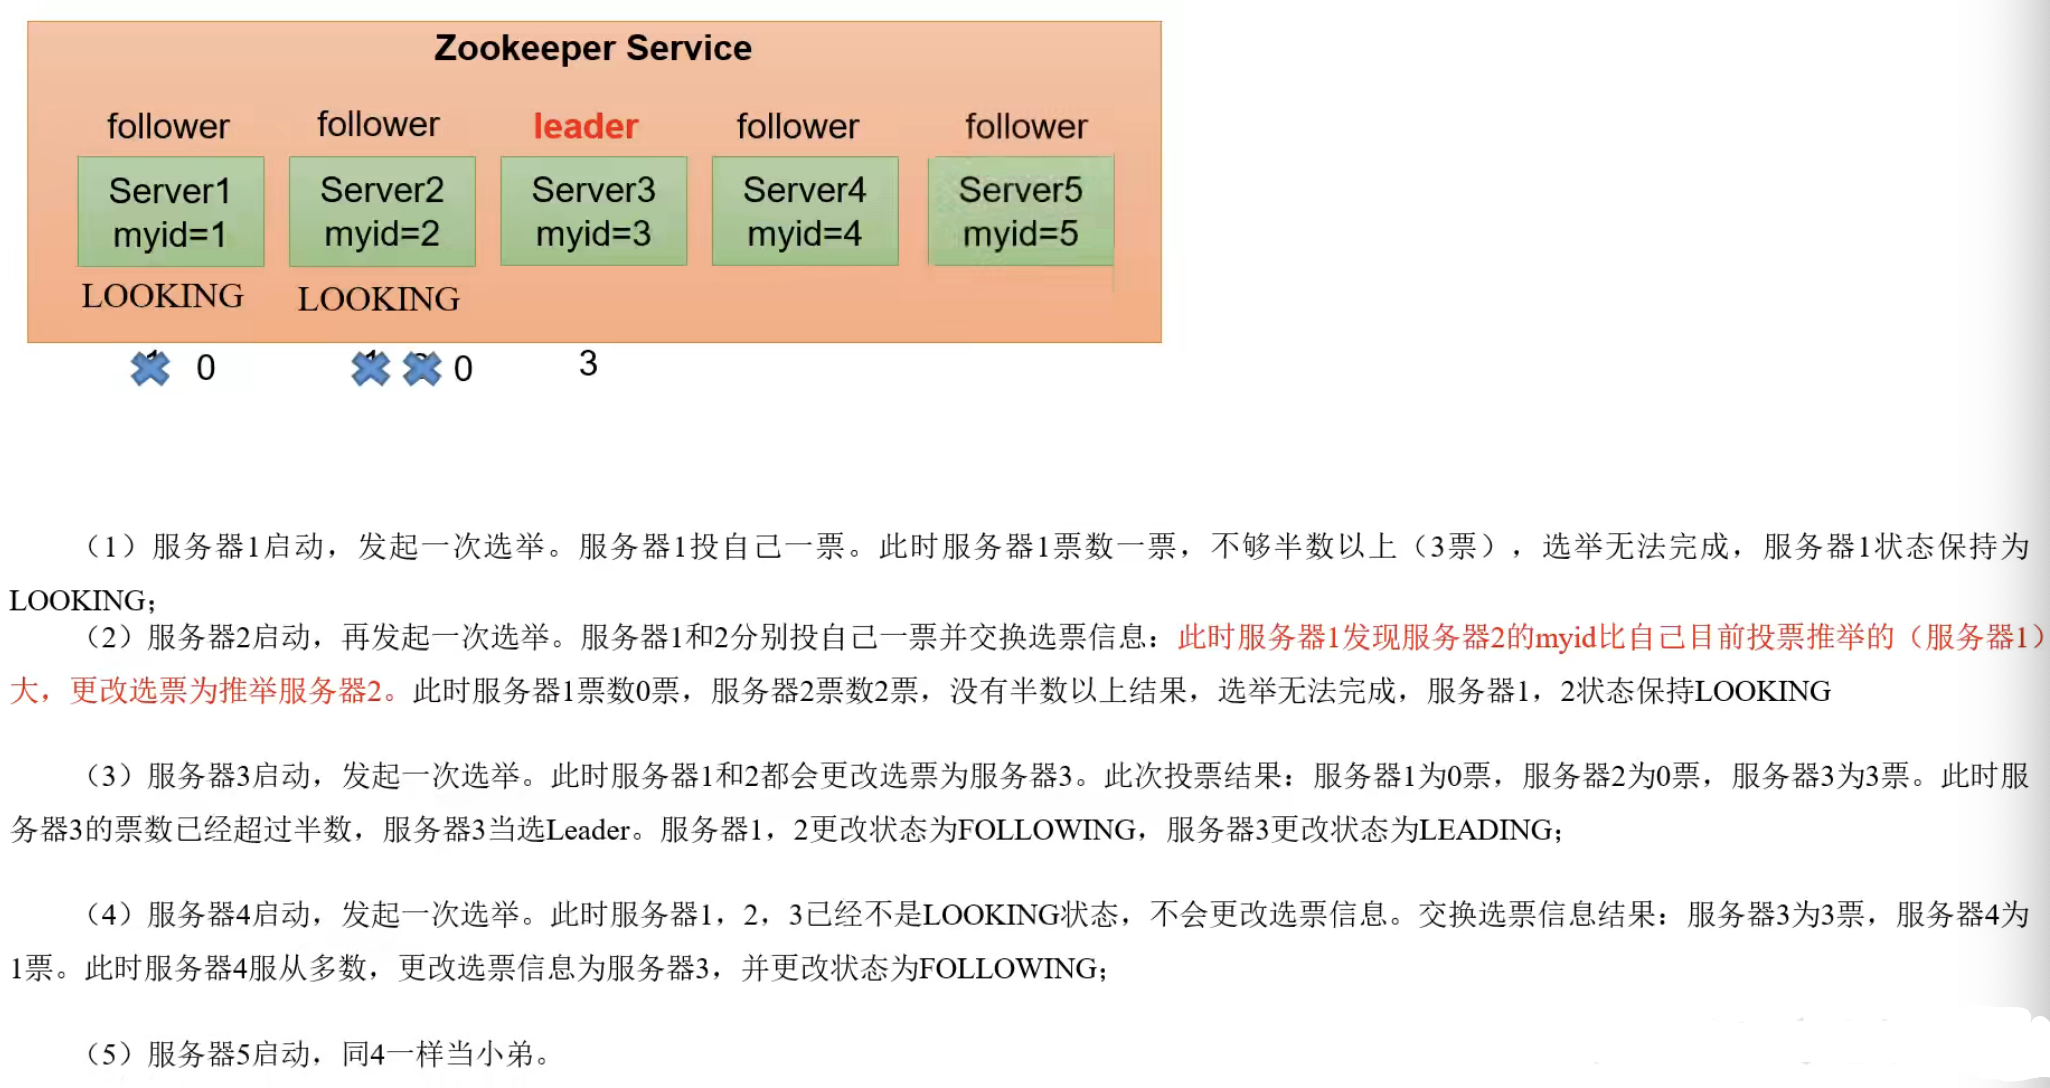 Zookeeper Service
follower follower leader follower follower
Server1 Server2 Server3 Server4 Server5
myid=1 myid=2 myid=3 myid=4 myid=5
LOOKING LOOKING
0 0 3
（1）服务器1启动，发起一次选举。服务器1投自己一票。此时服务器1票数一票，不够半数以上（3票），选举无法完成，服务器1状态保持为
LOOKING；
（2）服务器2启动，再发起一次选举。服务器1和2分别投自己一票并交换选票信息：此时服务器1发现服务器2的myid比自己目前投票推举的（服务器1）
大，更改选票为推举服务器2。此时服务器1票数0票，服务器2票数2票，没有半数以上结果，选举无法完成，服务器1，2状态保持LOOKING
（3）服务器3启动，发起一次选举。此时服务器1和2都会更改选票为服务器3。此次投票结果：服务器1为0票，服务器2为0票，服务器3为3票。此时服
务器3的票数已经超过半数，服务器3当选Leader。服务器1，2更改状态为FOLLOWING，服务器3更改状态为LEADING；
（4）服务器4启动，发起一次选举。此时服务器1，2，3已经不是LOOKING状态，不会更改选票信息。交换选票信息结果：服务器3为3票，服务器4为
1票。此时服务器4服从多数，更改选票信息为服务器3，并更改状态为FOLLOWING；
（5）服务器5启动，同4一样当小弟。